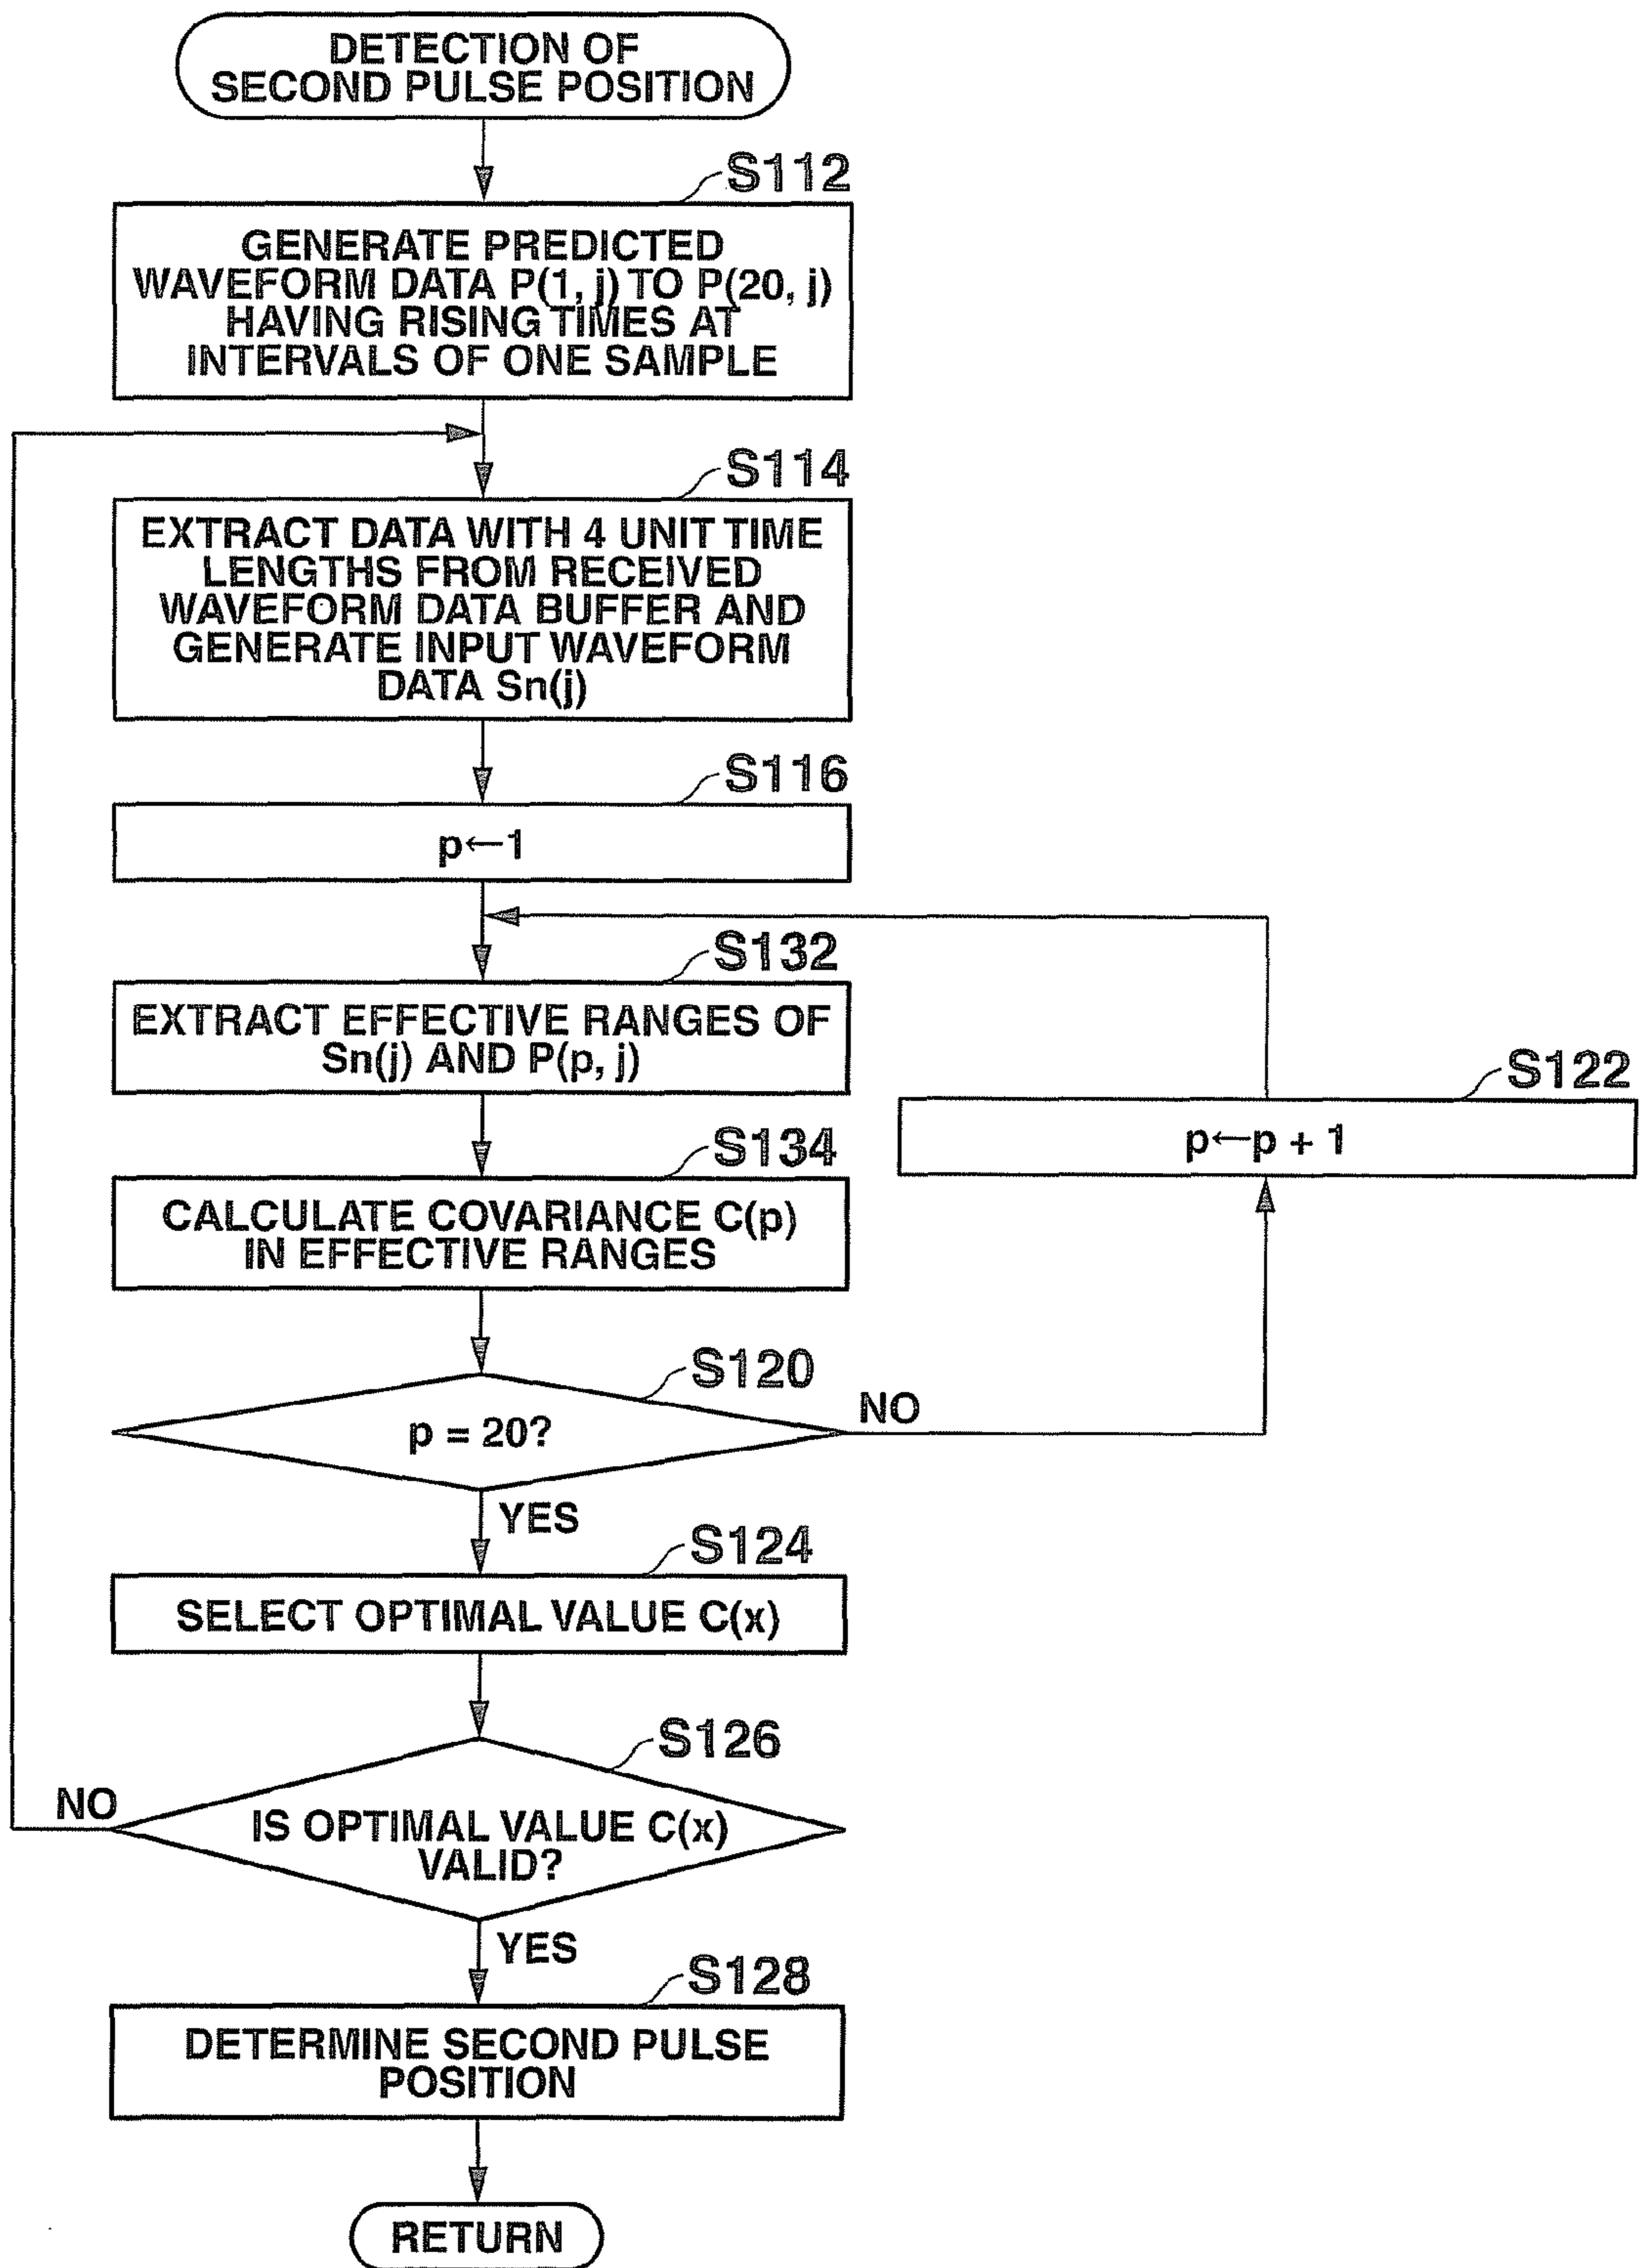 DETECTION OF
SECOND PULSE POSITION
S112
GENERATE PREDICTED
WAVEFORM DATA P(1, j) TO P(20, j)
HAVING RISING TIMES AT
INTERVALS OF ONE SAMPLE
S114
EXTRACT DATA WITH 4 UNIT TIME
LENGTHS FROM RECEIVED
WAVEFORM DATA BUFFER AND
GENERATE INPUT WAVEFORM
DATA Sn(j)
S116
p←1
S132
EXTRACT EFFECTIVE RANGES OF
Sn(j) AND P(p, j)
S122
p←p + 1
S134
CALCULATE COVARIANCE C(p)
IN EFFECTIVE RANGES
S120
p = 20?
NO
YES
S124
SELECT OPTIMAL VALUE C(x)
S126
NO
IS OPTIMAL VALUE C(x)
VALID?
YES
S128
DETERMINE SECOND PULSE
POSITION
RETURN